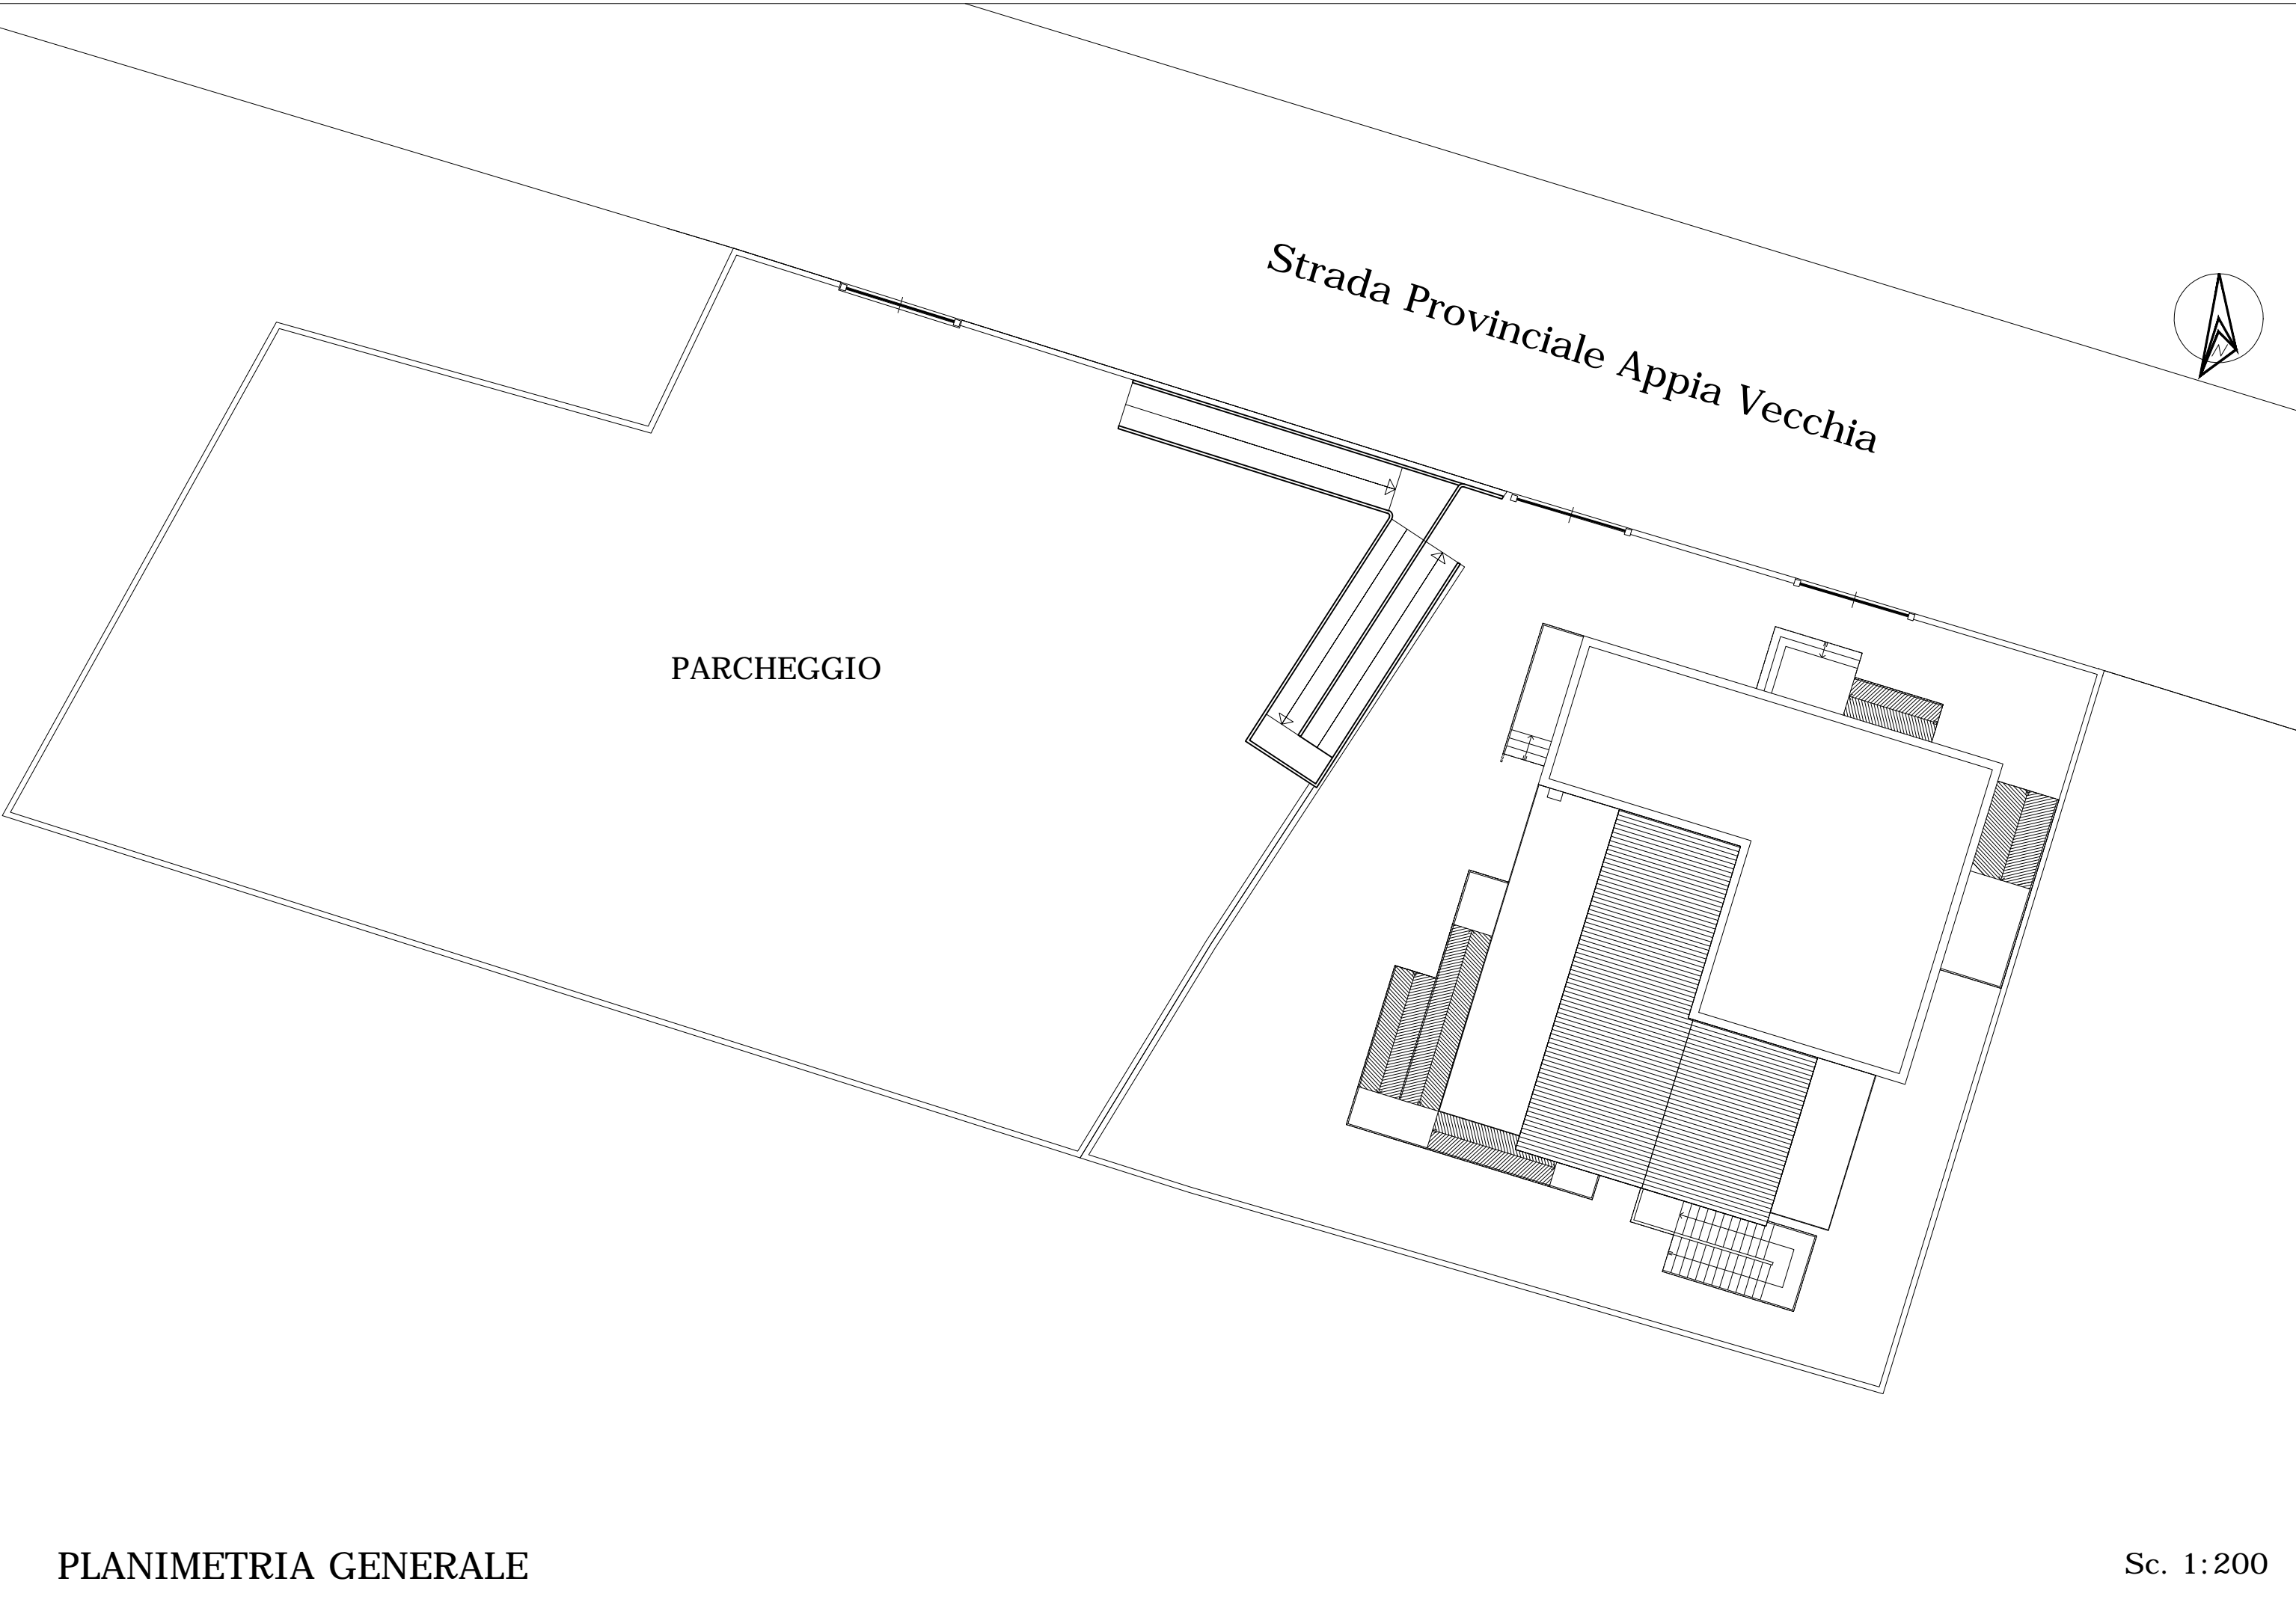 Strada Provinciale Appia Vecchia
N
PARCHEGGIO
PLANIMETRIA GENERALE
Sc. 1:200